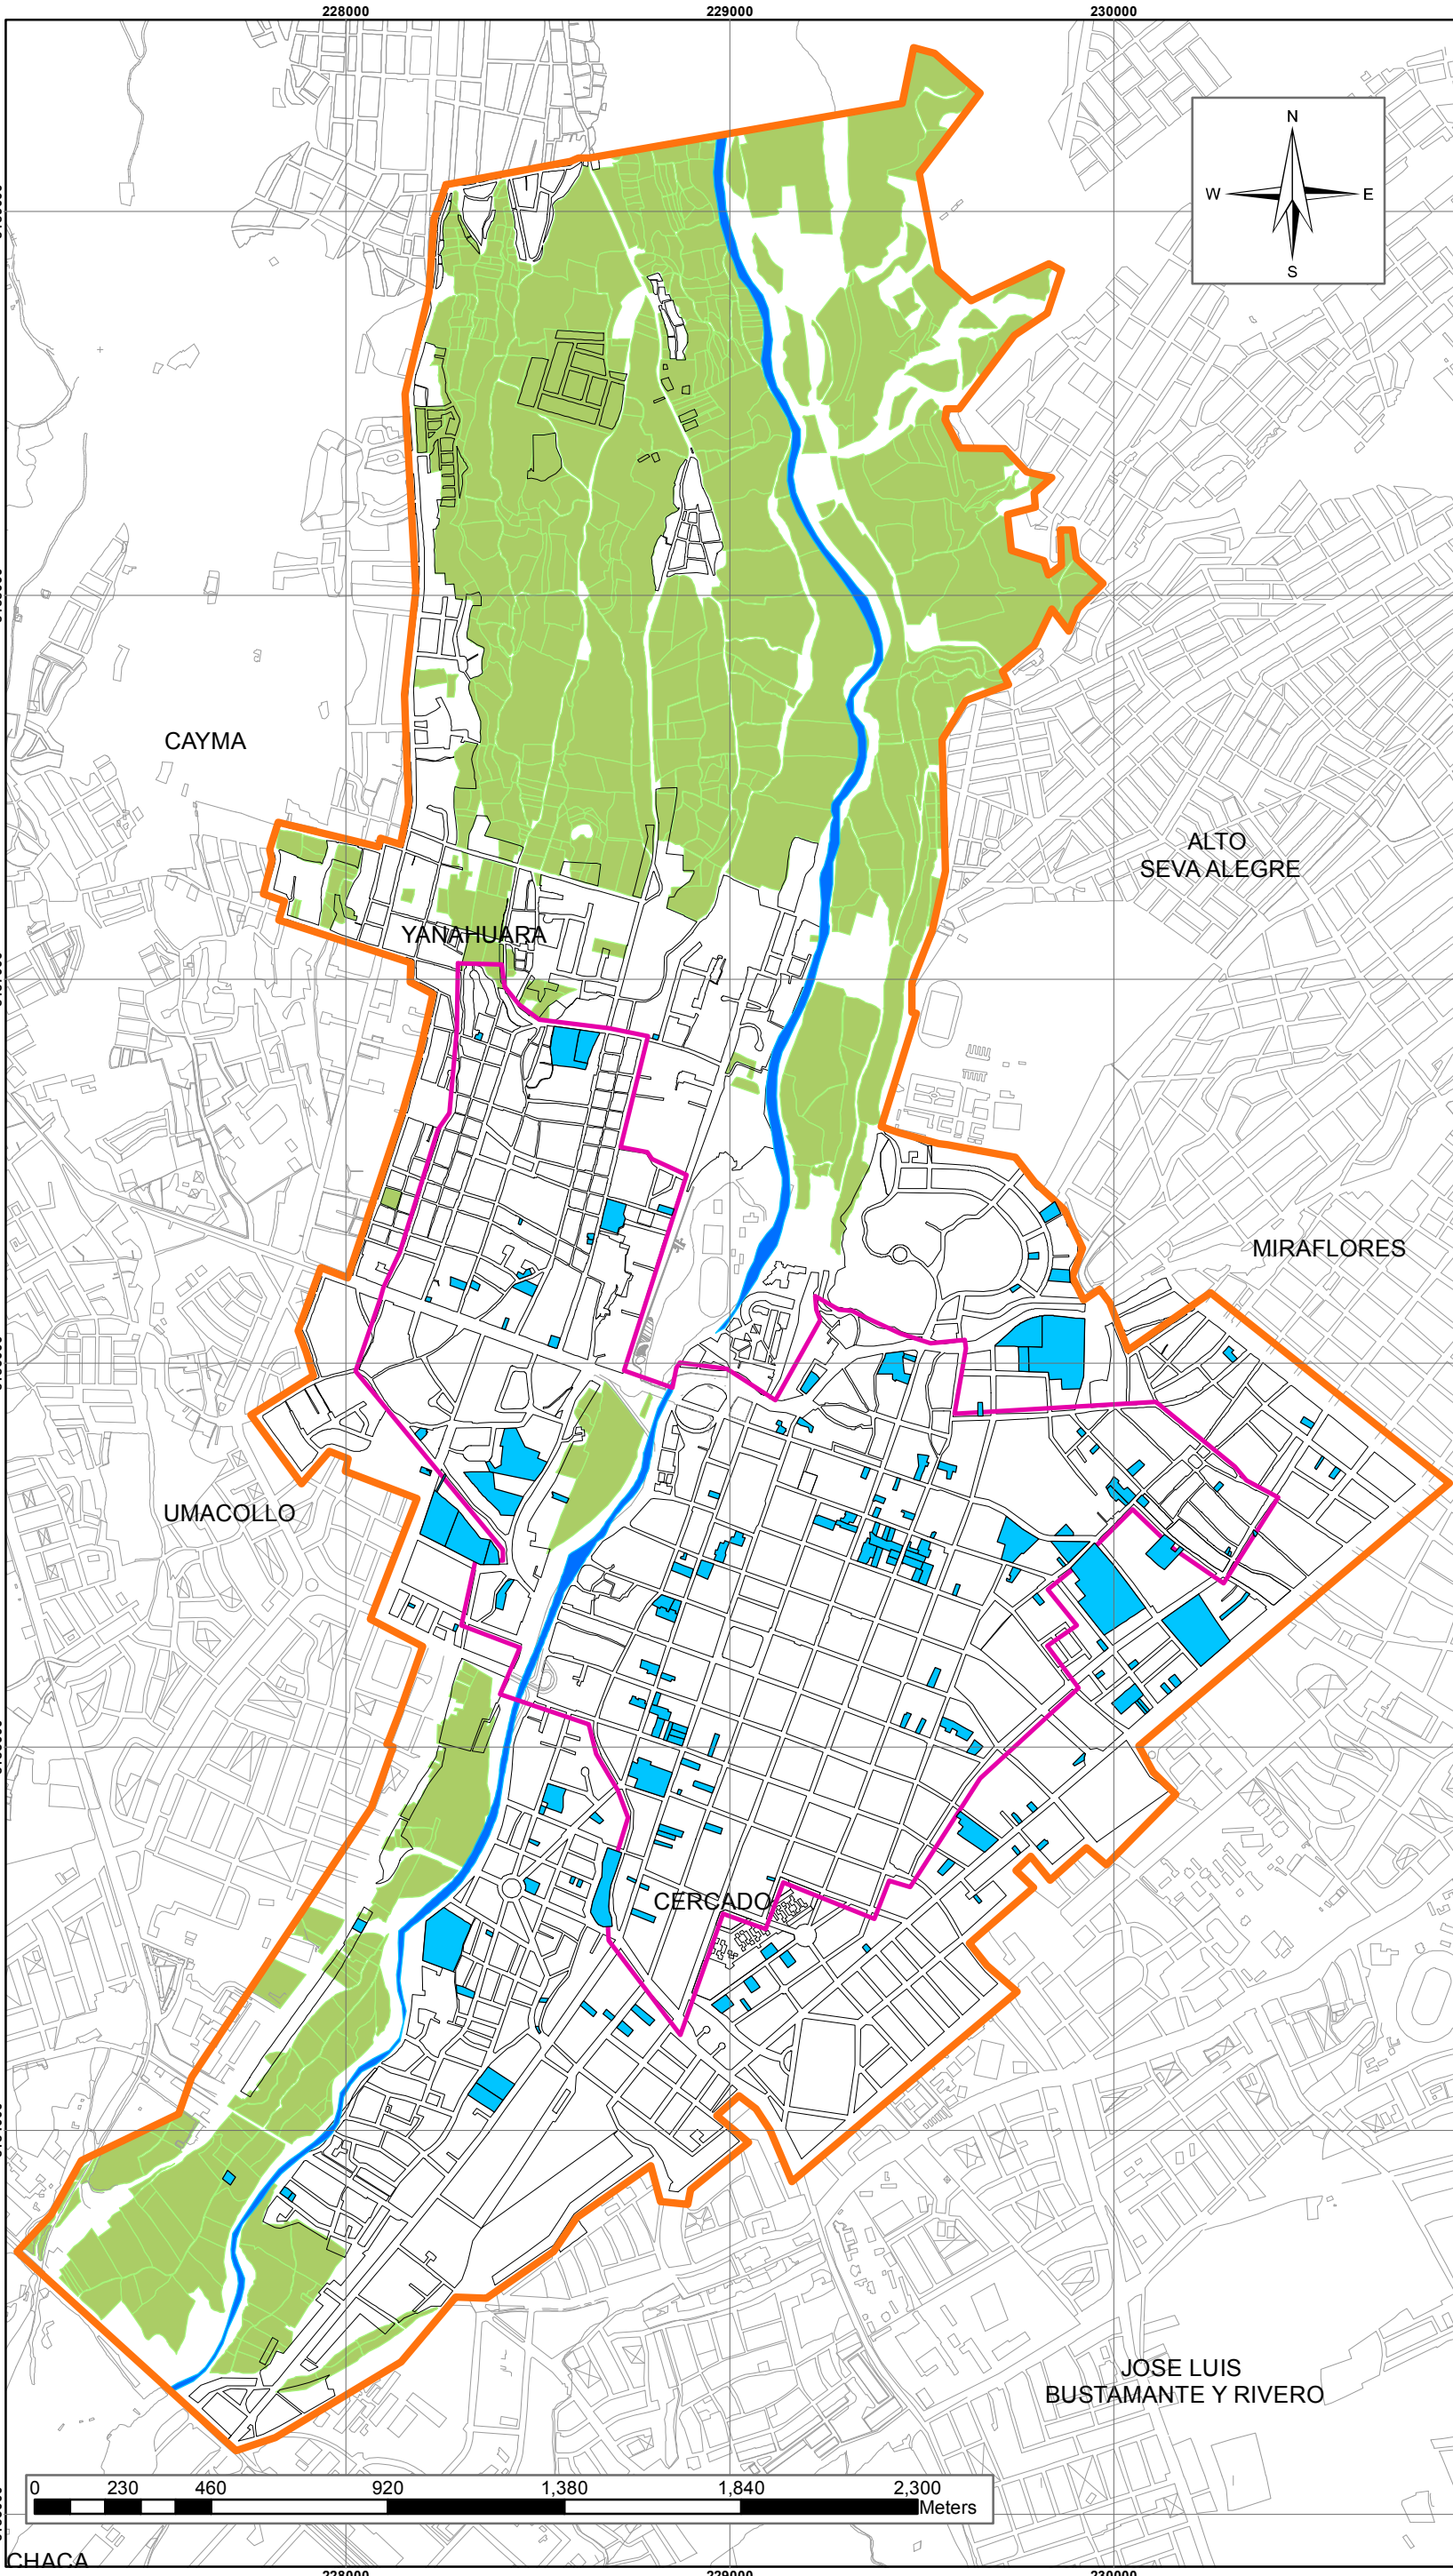 228000
229000
230000
N
W
E
S
CAYMA
ALTO
SEVA ALEGRE
YANAHUARA
MIRAFLORES
UMACOLLO
CERCADO
JOSE LUIS
BUSTAMANTE Y RIVERO
0 230 460 920 1,380 1,840 2,300
Meters
CHACA
228000
229000
230000